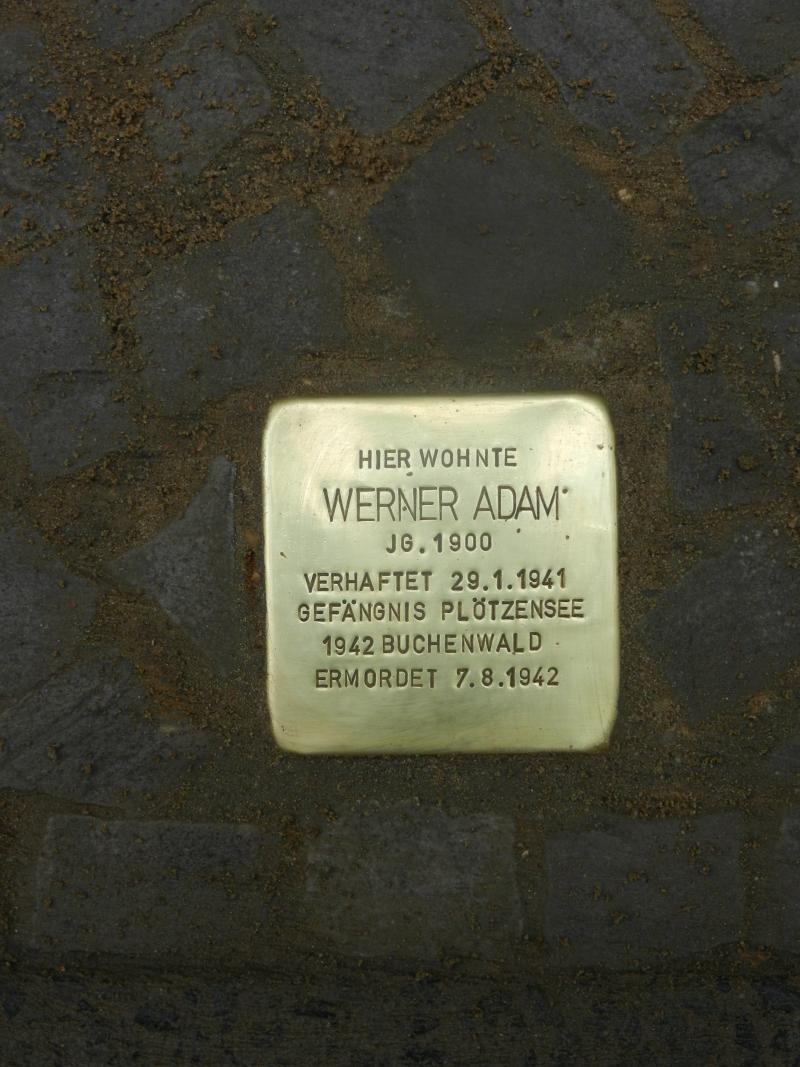 HIER WOHNTE
WERNER ADAM
JG. 1900
VERHAFTET 29.1.1941
GEFÄNGNIS PLÖTZENSEE
1942 BUCHENWALD
ERMORDET 7.8.1942